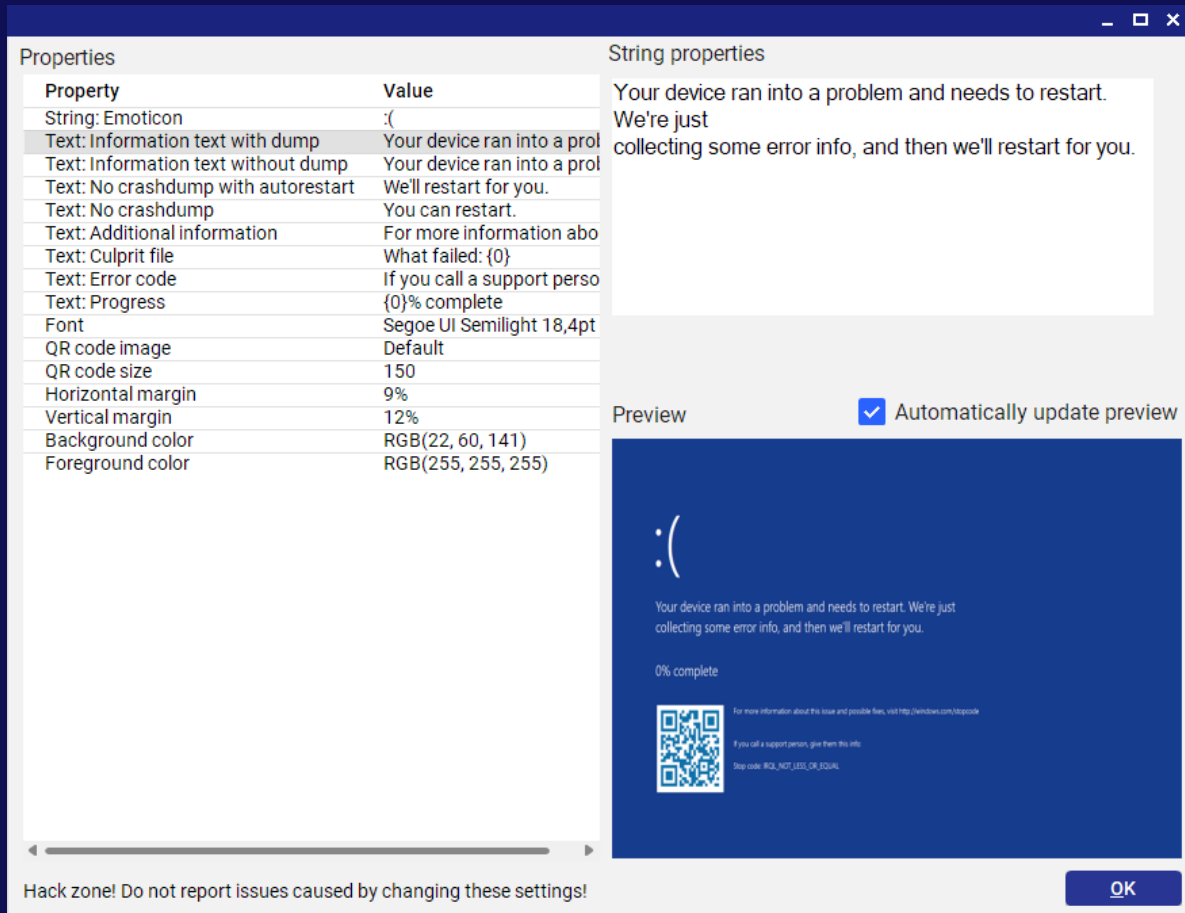 Properties
Property Value
String: Emoticon :(
Text: Information text with dump Your device ran into a prob
Text: Information text without dump Your device ran into a prob
Text: No crashdump with autorestart We'll restart for you.
Text: No crashdump You can restart.
Text: Additional information For more information abo
Text: Culprit file What failed: {0}
Text: Error code If you call a support perso
Text: Progress {0}% complete
Font Segoe UI Semilight 18,4pt
QR code image Default
QR code size 150
Horizontal margin 9%
Vertical margin 12%
Background color RGB(22, 60, 141)
Foreground color RGB(255, 255, 255)
Hack zone! Do not report issues caused by changing these settings!
String properties
Your device ran into a problem and needs to restart.
We're just
collecting some error info, and then we'll restart for you.
Preview
Automatically update preview
:(
Your device ran into a problem and needs to restart. We're just
collecting some error info, and then we'll restart for you.
0% complete
For more information about this issue and possible fixes, visit http://windows.com/stopcode
If you call a support person, give them this info:
Stop code: IRQL_NOT_LESS_OR_EQUAL
OK